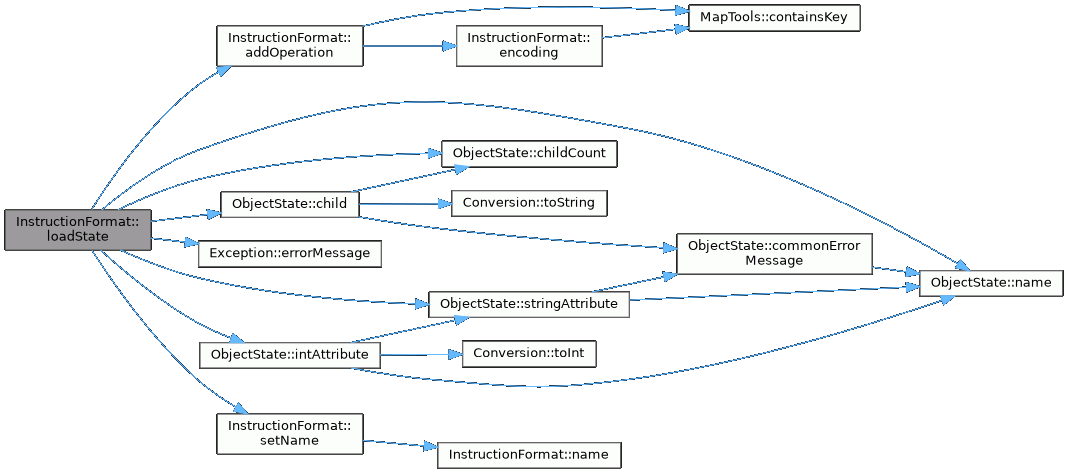 InstructionFormat::
loadState
InstructionFormat::
addOperation
InstructionFormat::
encoding
MapTools::containsKey
ObjectState::childCount
ObjectState::child
Conversion::toString
Exception::errorMessage
ObjectState::commonError
Message
ObjectState::name
ObjectState::stringAttribute
ObjectState::intAttribute
Conversion::toInt
InstructionFormat::
setName
InstructionFormat::name